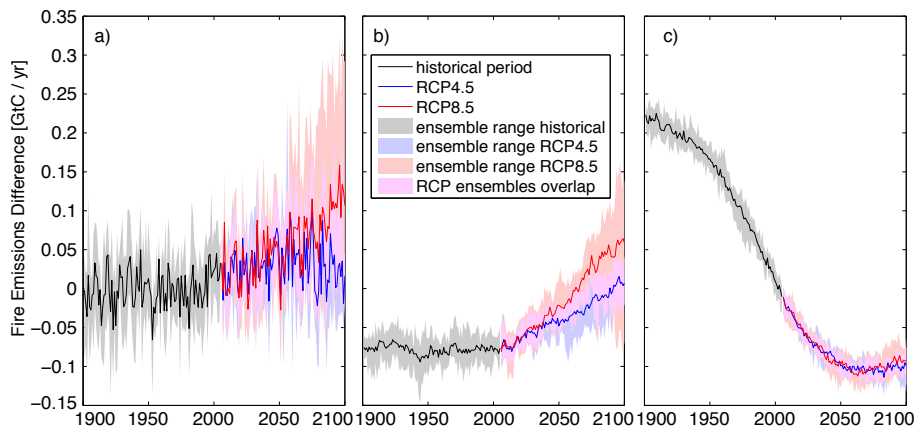 a)
b)
c)
Fire Emissions Difference [GtC / yr]
0.35
0.3
0.25
0.2
0.15
0.1
0.05
0
−0.05
−0.1
−0.15
historical period
RCP4.5
RCP8.5
ensemble range historical
ensemble range RCP4.5
ensemble range RCP8.5
RCP ensembles overlap
1900 1950 2000 2050 2100
1900 1950 2000 2050 2100
1900 1950 2000 2050 2100